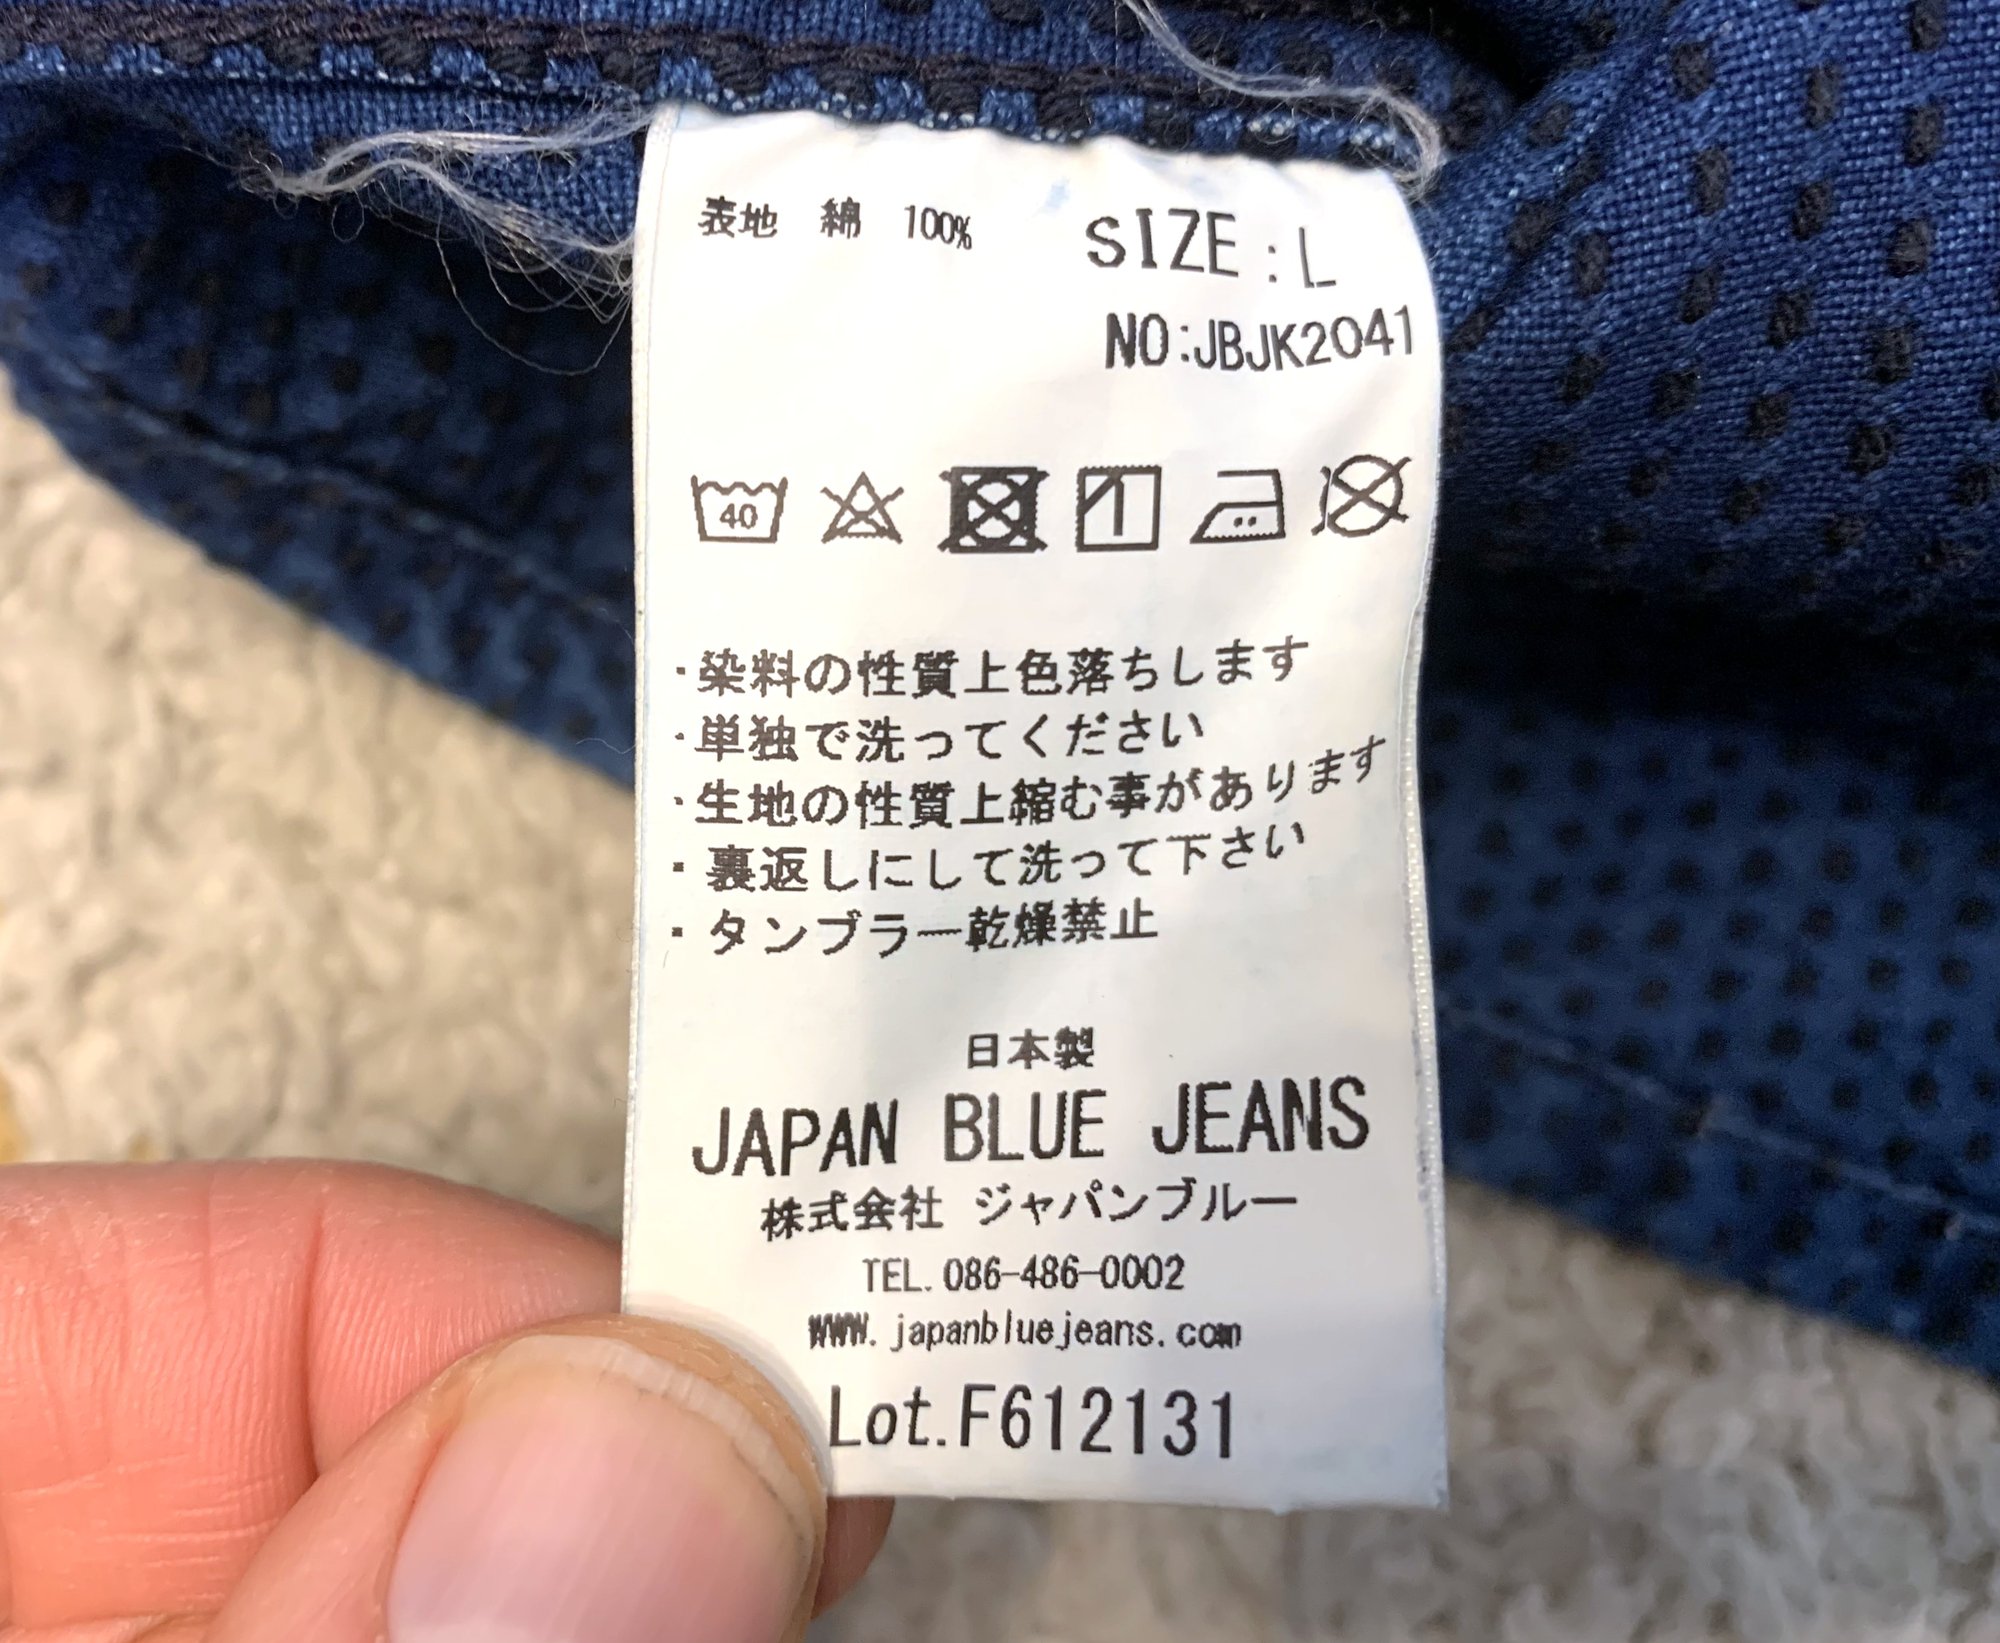 表地 綿 100%
SIZE:L
NO:JBJK2041
40
・染料の性質上色落ちします
・単独で洗ってください
・生地の性質上縮む事があります
・裏返しにして洗って下さい
・タンブラー乾燥禁止
日本製
JAPAN BLUE JEANS
株式会社 ジャパンブルー
TEL.086-486-0002
www.japanbluejeans.com
Lot.F612131